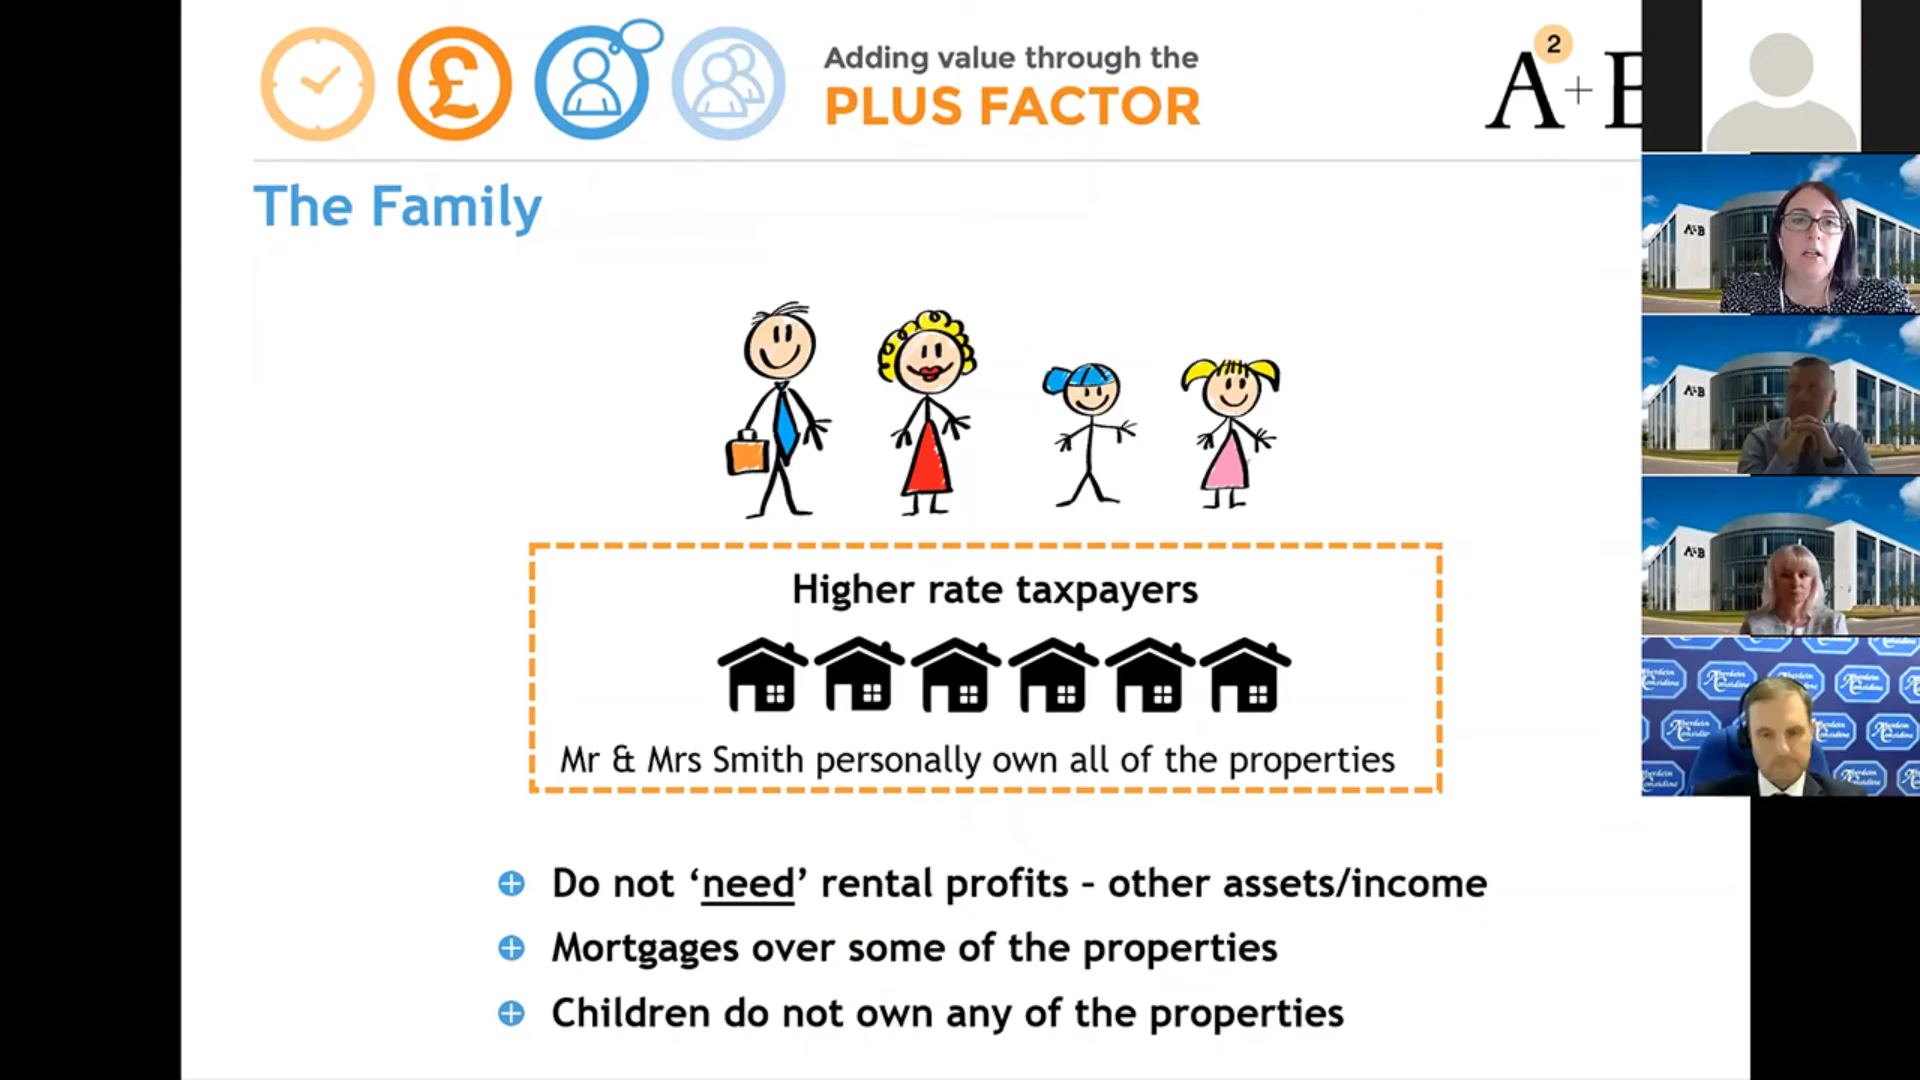 Adding value through the
PLUS FACTOR
A+B
2
The Family
Higher rate taxpayers
Mr & Mrs Smith personally own all of the properties
Do not ‘need’ rental profits – other assets/income
Mortgages over some of the properties
Children do not own any of the properties
A+B
A+B
A+B
Aberdein Considine